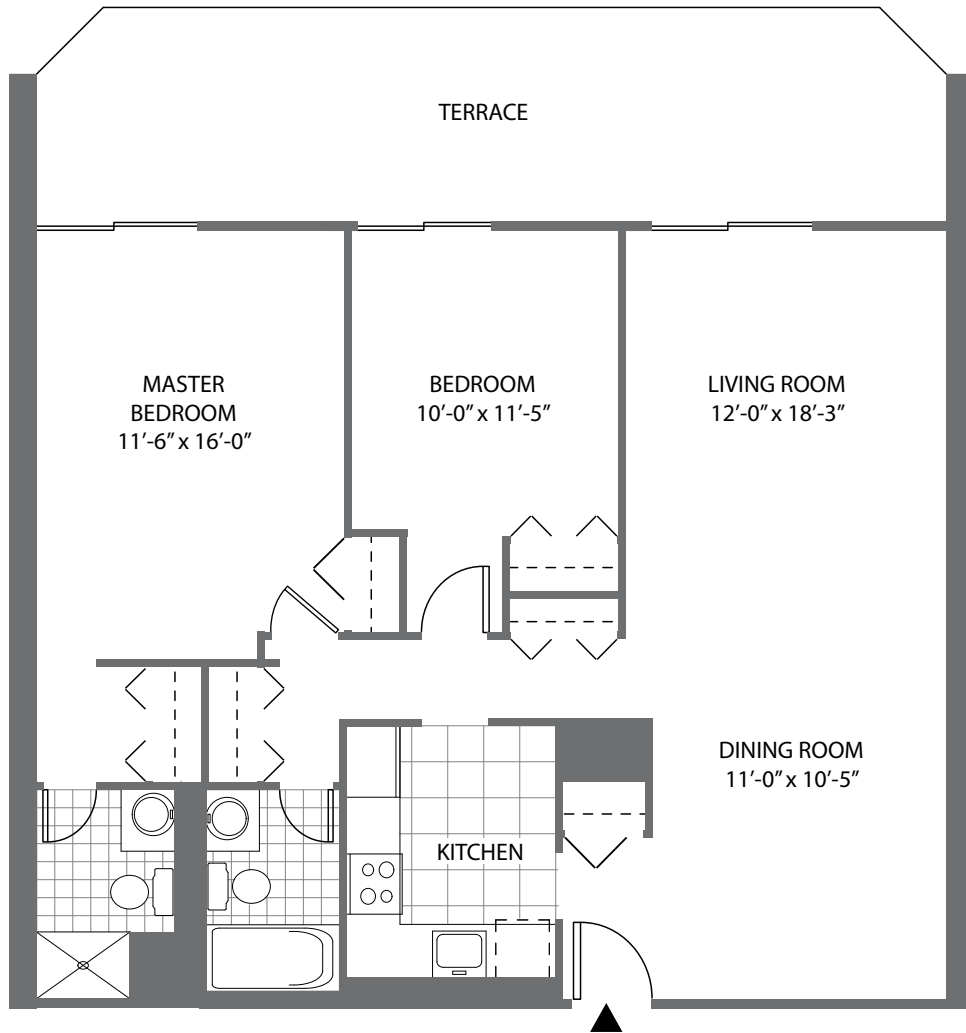 TERRACE
MASTER
BEDROOM
11’-6” x 16’-0”
BEDROOM
10’-0” x 11’-5”
LIVING ROOM
12’-0” x 18’-3”
DINING ROOM
11’-0” x 10’-5”
KITCHEN